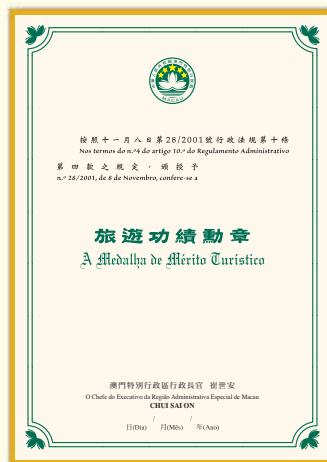 MACAU
按照十一月八日第28/2001號行政法規第十條
Nos termos do n.º4 do artigo 10.º do Regulamento Administrativo
第四款之規定，頒授予
n.º 28/2001, de 8 de Novembro, confere-se a
旅遊功績勳章
A Medalha de Mérito Turístico
澳門特別行政區行政長官 崔世安
O Chefe do Executivo da Região Administrativa Especial de Macau
CHUI SAI ON
/ /
日(Dia) 月(Mês) 年(Ano)